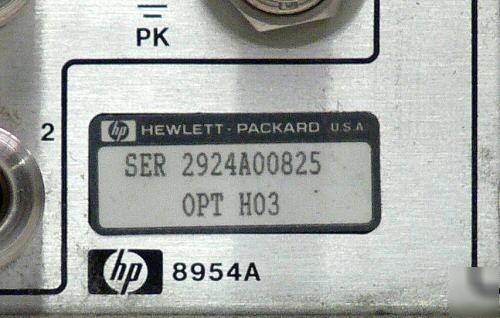 PK
2
hp HEWLETT·PACKARD U.S.A
SER 2924A00825
OPT H03
hp 8954A